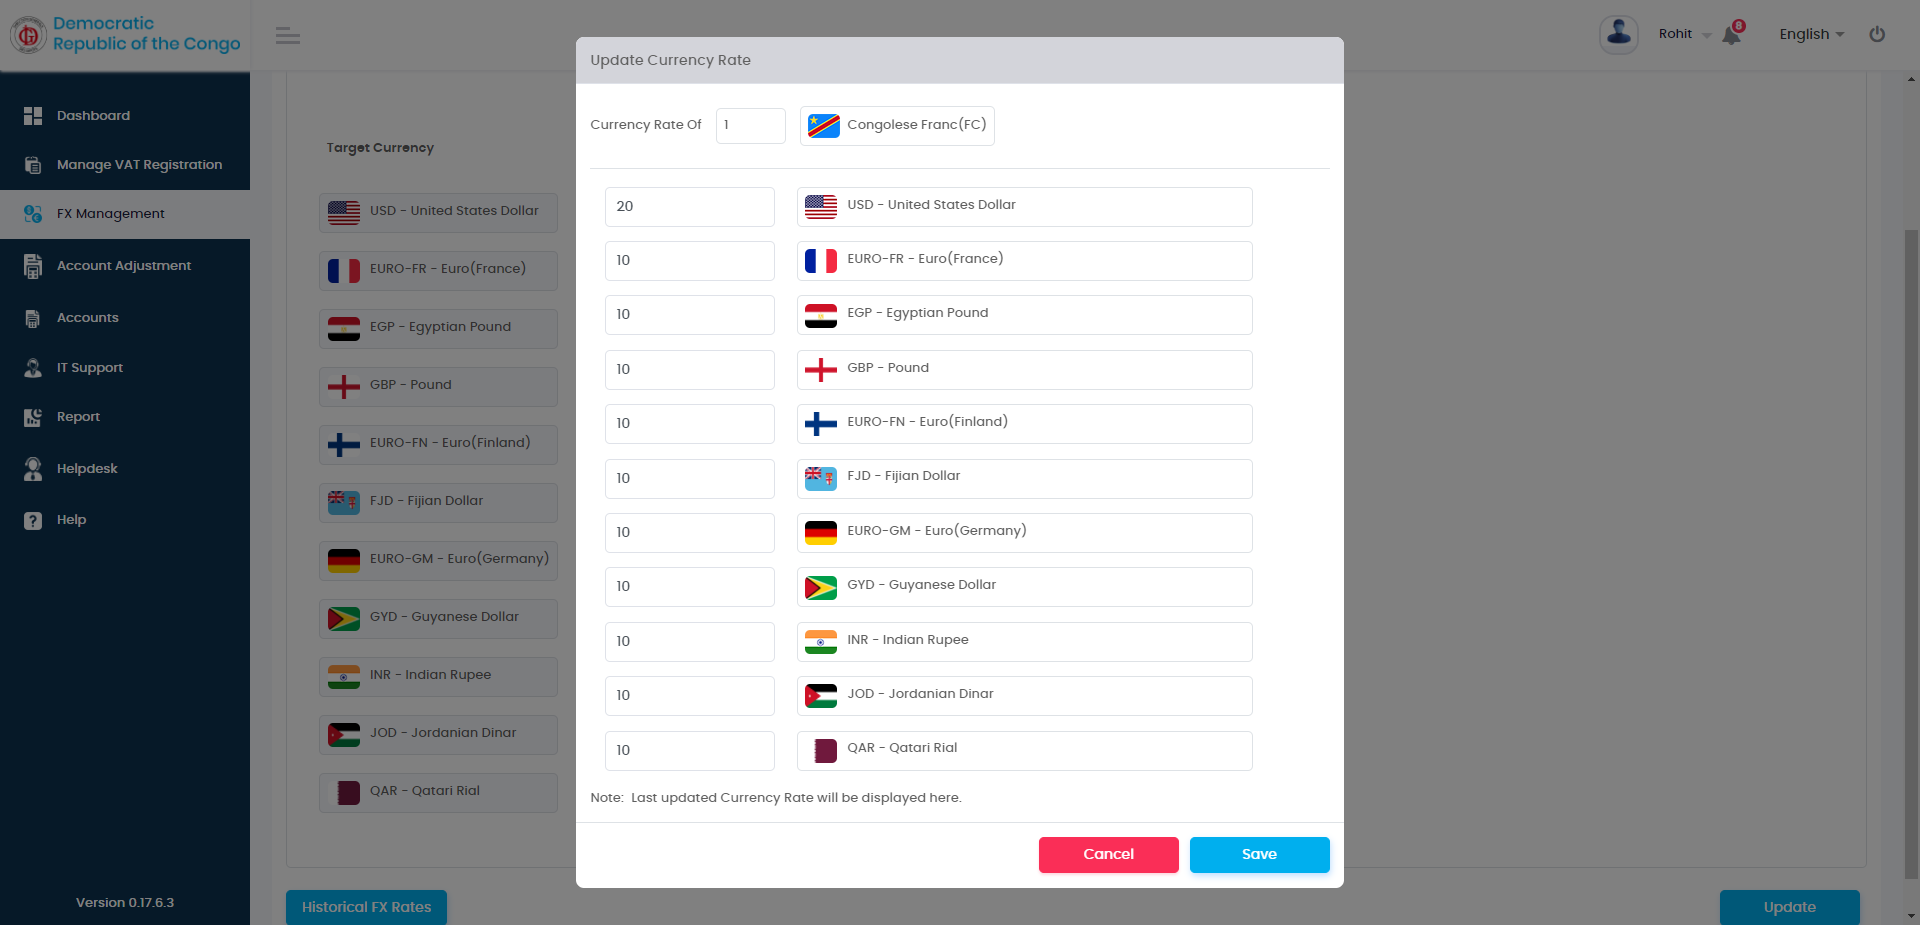 Democratic
Republic of the Congo
Rohit
8
English
Dashboard
Manage VAT Registration
FX Management
Account Adjustment
Accounts
IT Support
Report
Helpdesk
Help
Version 0.17.6.3
Target Currency
USD - United States Dollar
EURO-FR - Euro(France)
EGP - Egyptian Pound
GBP - Pound
EURO-FN - Euro(Finland)
FJD - Fijian Dollar
EURO-GM - Euro(Germany)
GYD - Guyanese Dollar
INR - Indian Rupee
JOD - Jordanian Dinar
QAR - Qatari Rial
Historical FX Rates
Update
Update Currency Rate
Currency Rate Of 1 Congolese Franc(FC)
20 USD - United States Dollar
10 EURO-FR - Euro(France)
10 EGP - Egyptian Pound
10 GBP - Pound
10 EURO-FN - Euro(Finland)
10 FJD - Fijian Dollar
10 EURO-GM - Euro(Germany)
10 GYD - Guyanese Dollar
10 INR - Indian Rupee
10 JOD - Jordanian Dinar
10 QAR - Qatari Rial
Note: Last updated Currency Rate will be displayed here.
Cancel
Save